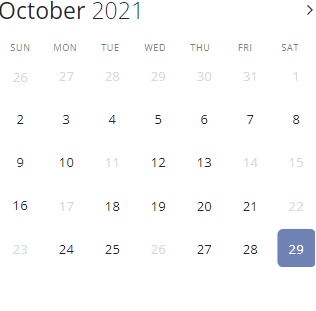 October 2021
SUN MON TUE WED THU FRI SAT
26 27 28 29 30 31 1
2 3 4 5 6 7 8
9 10 11 12 13 14 15
16 17 18 19 20 21 22
23 24 25 26 27 28 29